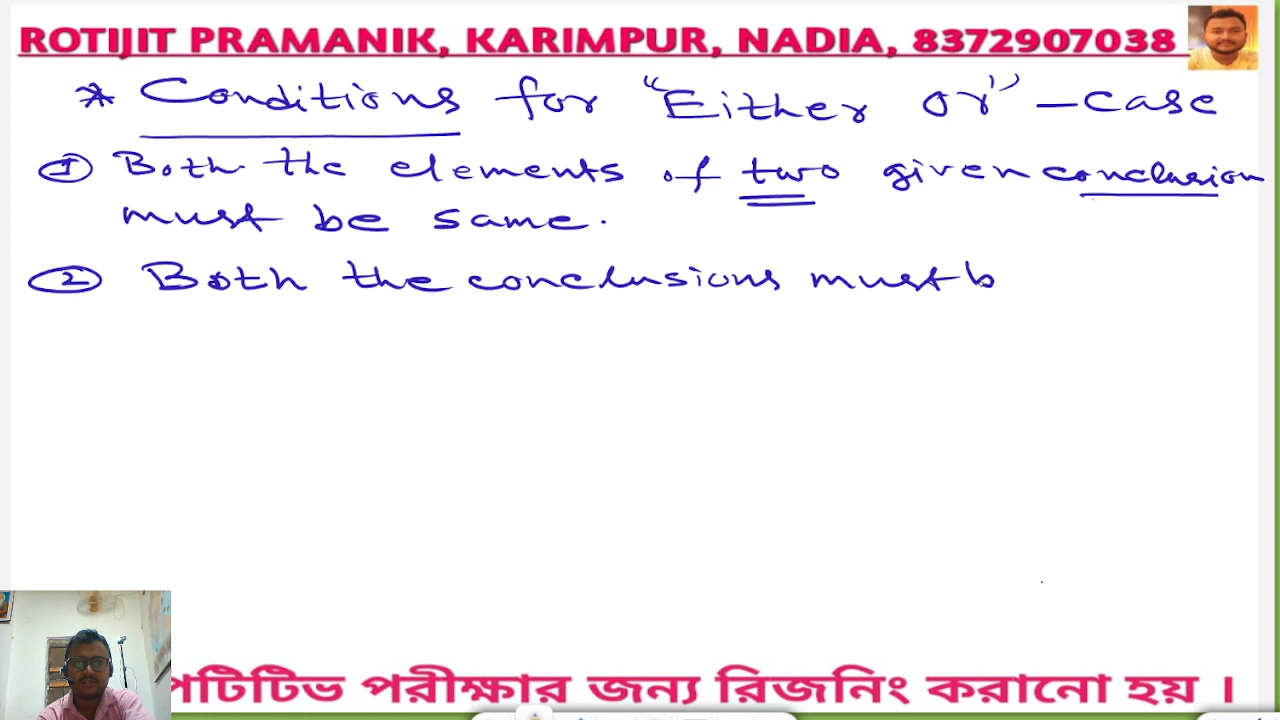 ROTIJIT PRAMANIK, KARIMPUR, NADIA, 8372907038
* Conditions for "Either or" - case
① Both the elements of two given conclusion
must be same.
② Both the conclusions must b
পটিটিভ পরীক্ষার জন্য রিজনিং করানো হয় ।